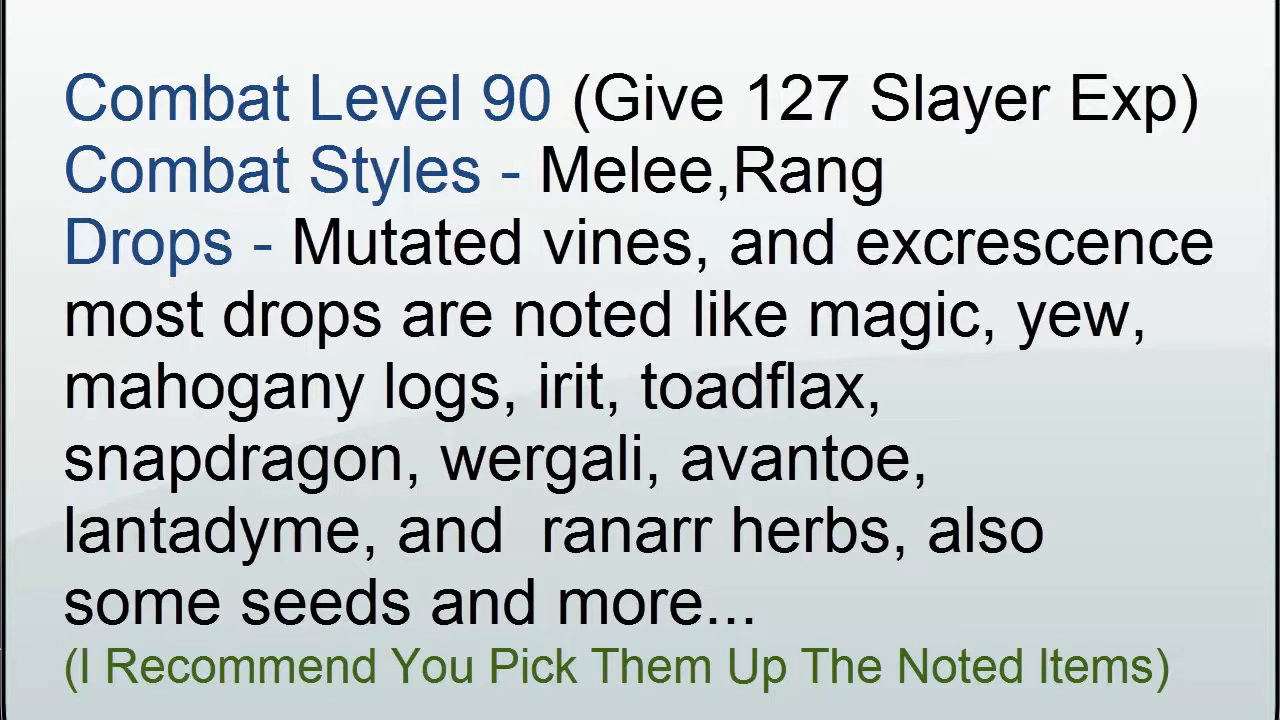 Combat Level 90 (Give 127 Slayer Exp)
Combat Styles - Melee,Rang
Drops - Mutated vines, and excrescence
most drops are noted like magic, yew,
mahogany logs, irit, toadflax,
snapdragon, wergali, avantoe,
lantadyme, and  ranarr herbs, also
some seeds and more...
(I Recommend You Pick Them Up The Noted Items)